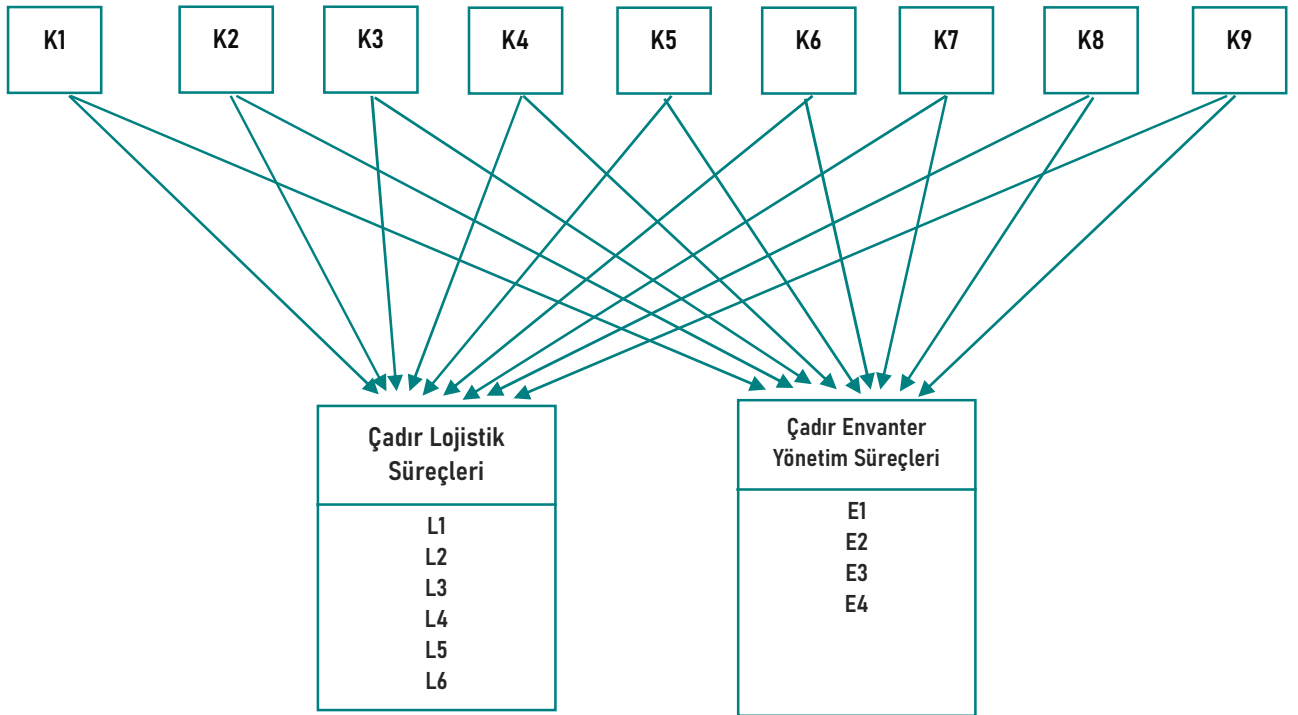 K1
K2
K3
K4
K5
K6
K7
K8
K9
Çadır Lojistik
Süreçleri
L1
L2
L3
L4
L5
L6
Çadır Envanter
Yönetim Süreçleri
E1
E2
E3
E4